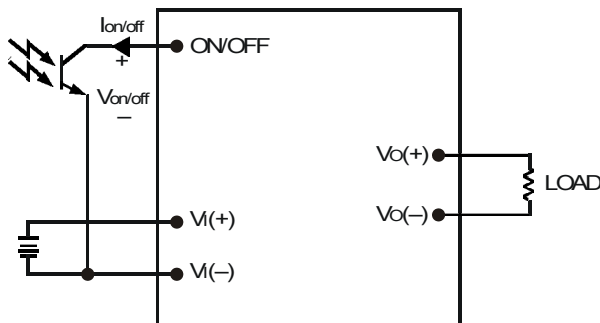 Ion/off
ON/OFF
+
Von/off
–
VO(+)
LOAD
VO(–)
VI(+)
VI(–)